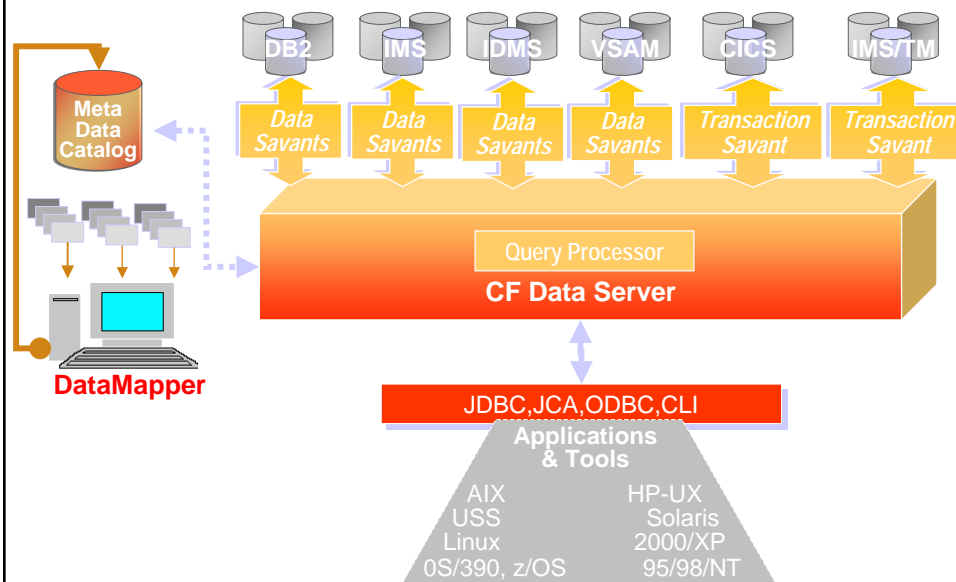 DB2 IMS IDMS VSAM CICS IMS/TM
Data Savants
Data Savants
Data Savants
Data Savants
Transaction Savant
Transaction Savant
Meta
Data
Catalog
Query Processor
CF Data Server
DataMapper
JDBC,JCA,ODBC,CLI
Applications
& Tools
AIX HP-UX
USS Solaris
Linux 2000/XP
0S/390, z/OS 95/98/NT